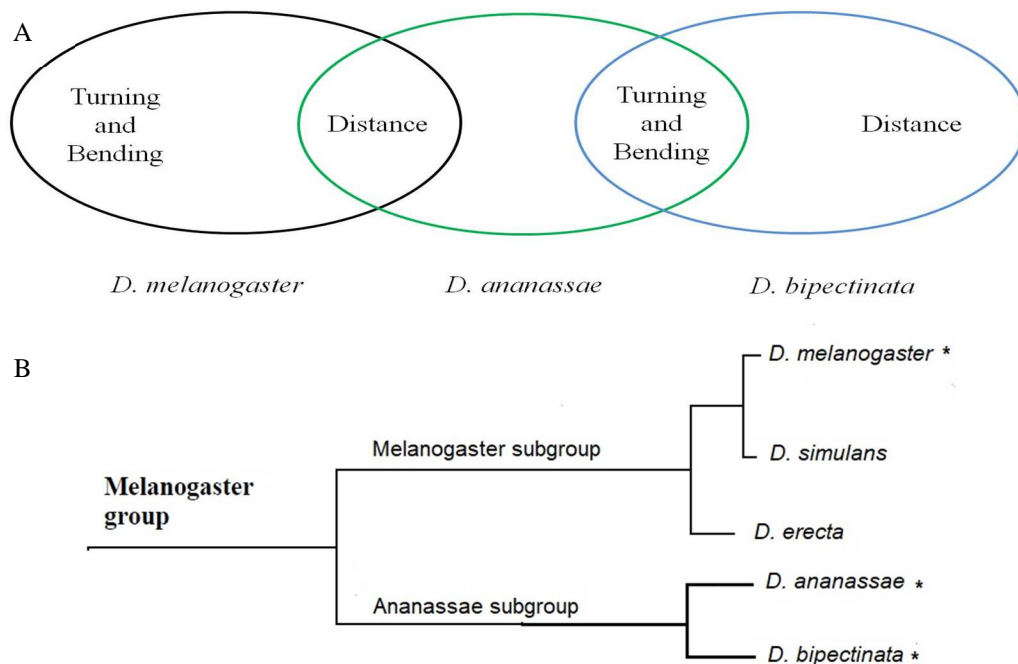 A
Turning
and
Bending
Distance
Turning
and
Bending
Distance
D. melanogaster
D. ananassae
D. bipectinata
B
D. melanogaster *
Melanogaster subgroup
D. simulans
Melanogaster
group
D. erecta
D. ananassae *
Ananassae subgroup
D. bipectinata *